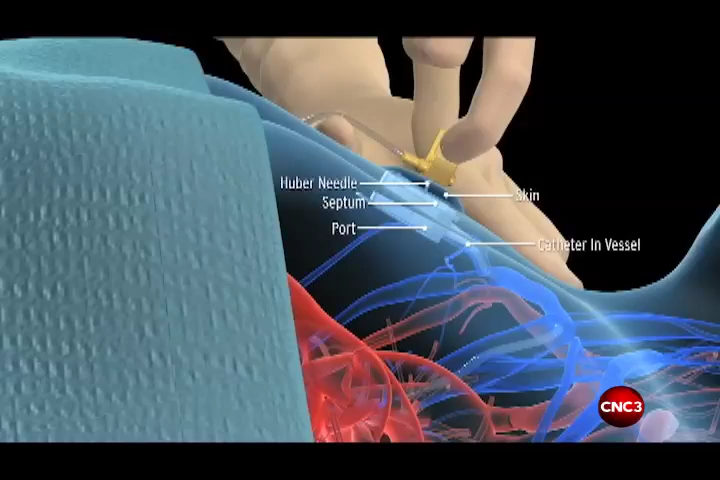 Huber Needle
Septum
Skin
Port
Catheter In Vessel
CNC3